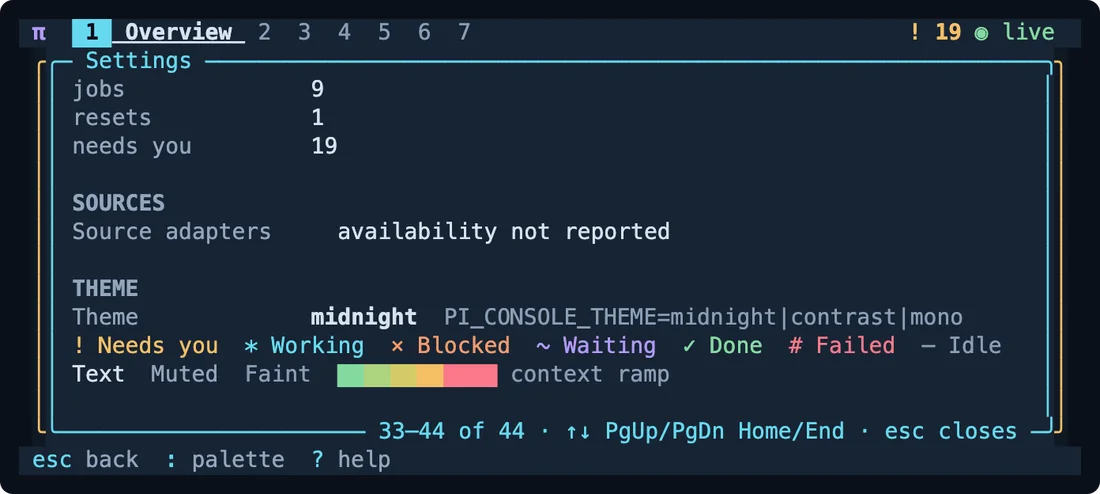 π 1 Overview 2 3 4 5 6 7 ! 19 ◉ live
Settings
jobs 9
resets 1
needs you 19
SOURCES
Source adapters availability not reported
THEME
Theme midnight PI_CONSOLE_THEME=midnight|contrast|mono
! Needs you * Working × Blocked ~ Waiting ✓ Done # Failed — Idle
Text Muted Faint context ramp
33–44 of 44 · ↑↓ PgUp/PgDn Home/End · esc closes
esc back : palette ? help